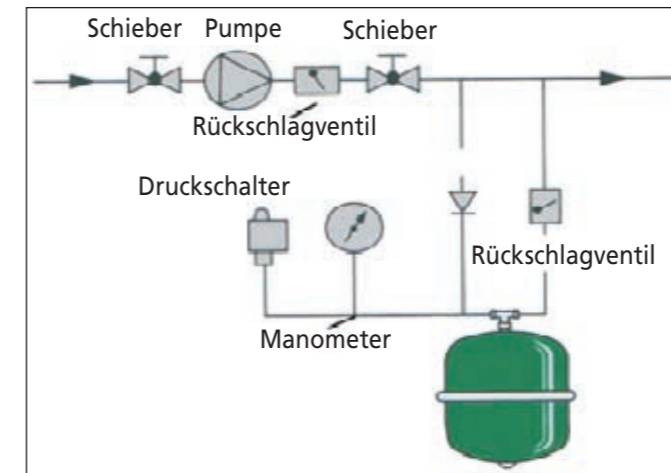 Schieber Pumpe Schieber
Rückschlagventil
Druckschalter
Rückschlagventil
Manometer